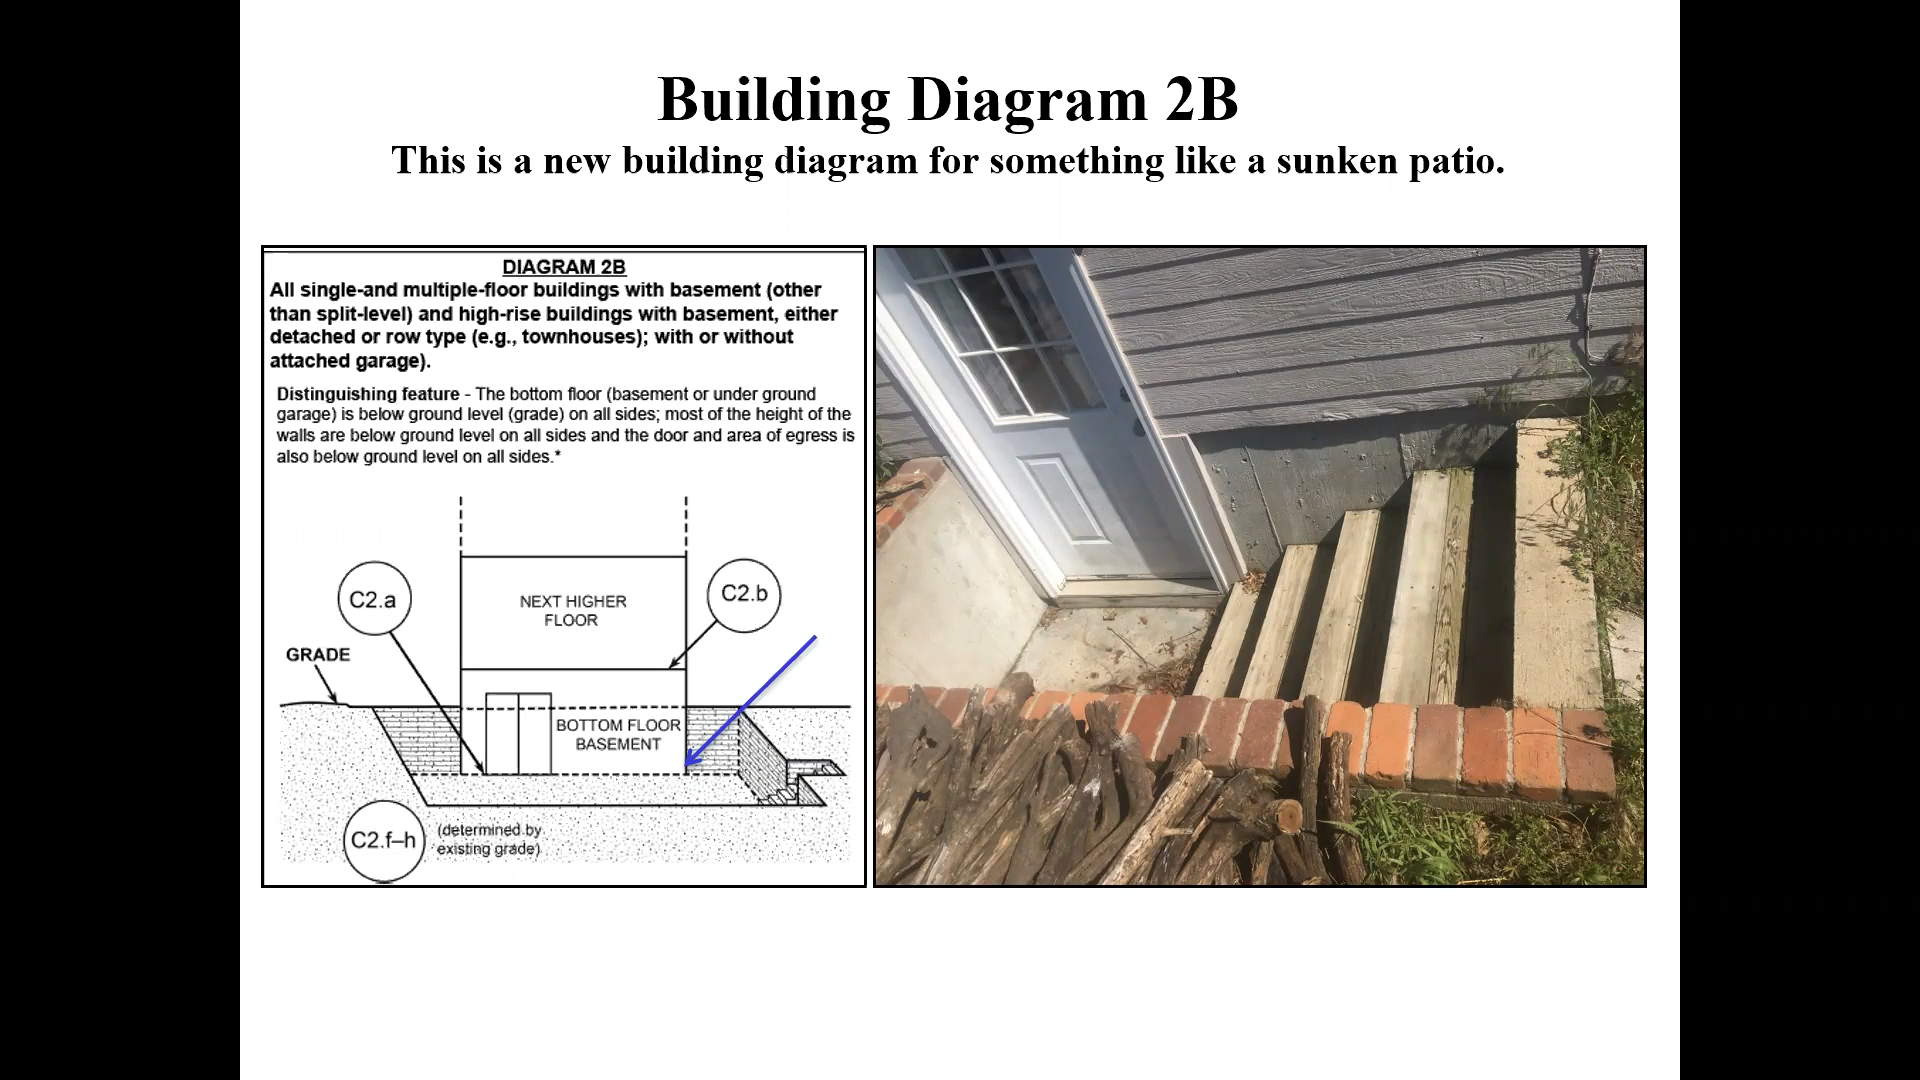 Building Diagram 2B
This is a new building diagram for something like a sunken patio.
DIAGRAM 2B
All single-and multiple-floor buildings with basement (other
than split-level) and high-rise buildings with basement, either
detached or row type (e.g., townhouses); with or without
attached garage).
Distinguishing feature - The bottom floor (basement or under ground
garage) is below ground level (grade) on all sides; most of the height of the
walls are below ground level on all sides and the door and area of egress is
also below ground level on all sides.*
C2.a
NEXT HIGHER
FLOOR
C2.b
GRADE
BOTTOM FLOOR
BASEMENT
C2.f–h
(determined by
existing grade)